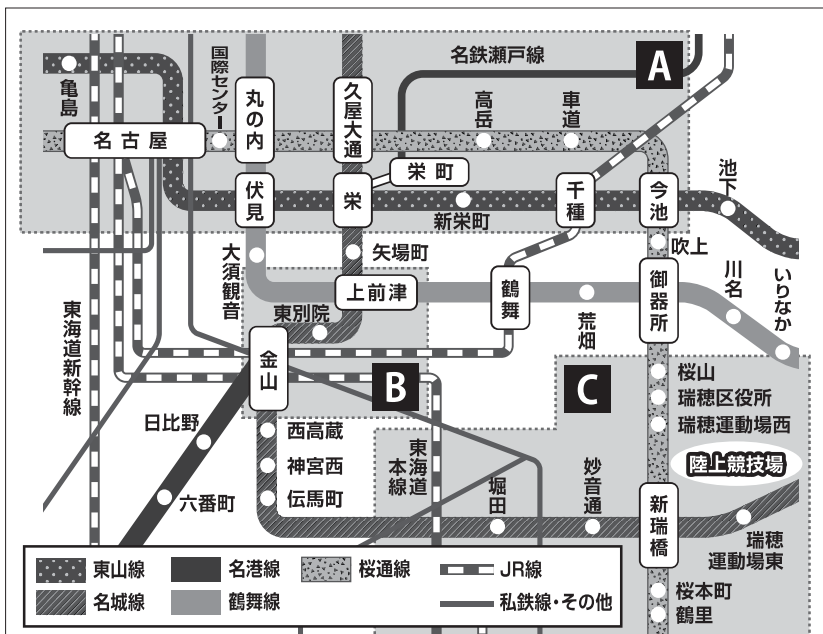 名鉄瀬戸線
A
亀島
国際センター
丸の内
久屋大通
高岳
車道
名古屋
栄町
池下
伏見
栄
新栄町
千種
今池
大須観音
矢場町
吹上
川名
いりなか
上前津
鶴舞
荒畑
御器所
東海道新幹線
東別院
金山
B
C
桜山
瑞穂区役所
瑞穂運動場西
日比野
西高蔵
神宮西
伝馬町
東海道
本線
堀田
妙音通
陸上競技場
六番町
新瑞橋
瑞穂
運動場東
桜本町
鶴里
東山線
名港線
桜通線
JR線
名城線
鶴舞線
私鉄線・その他